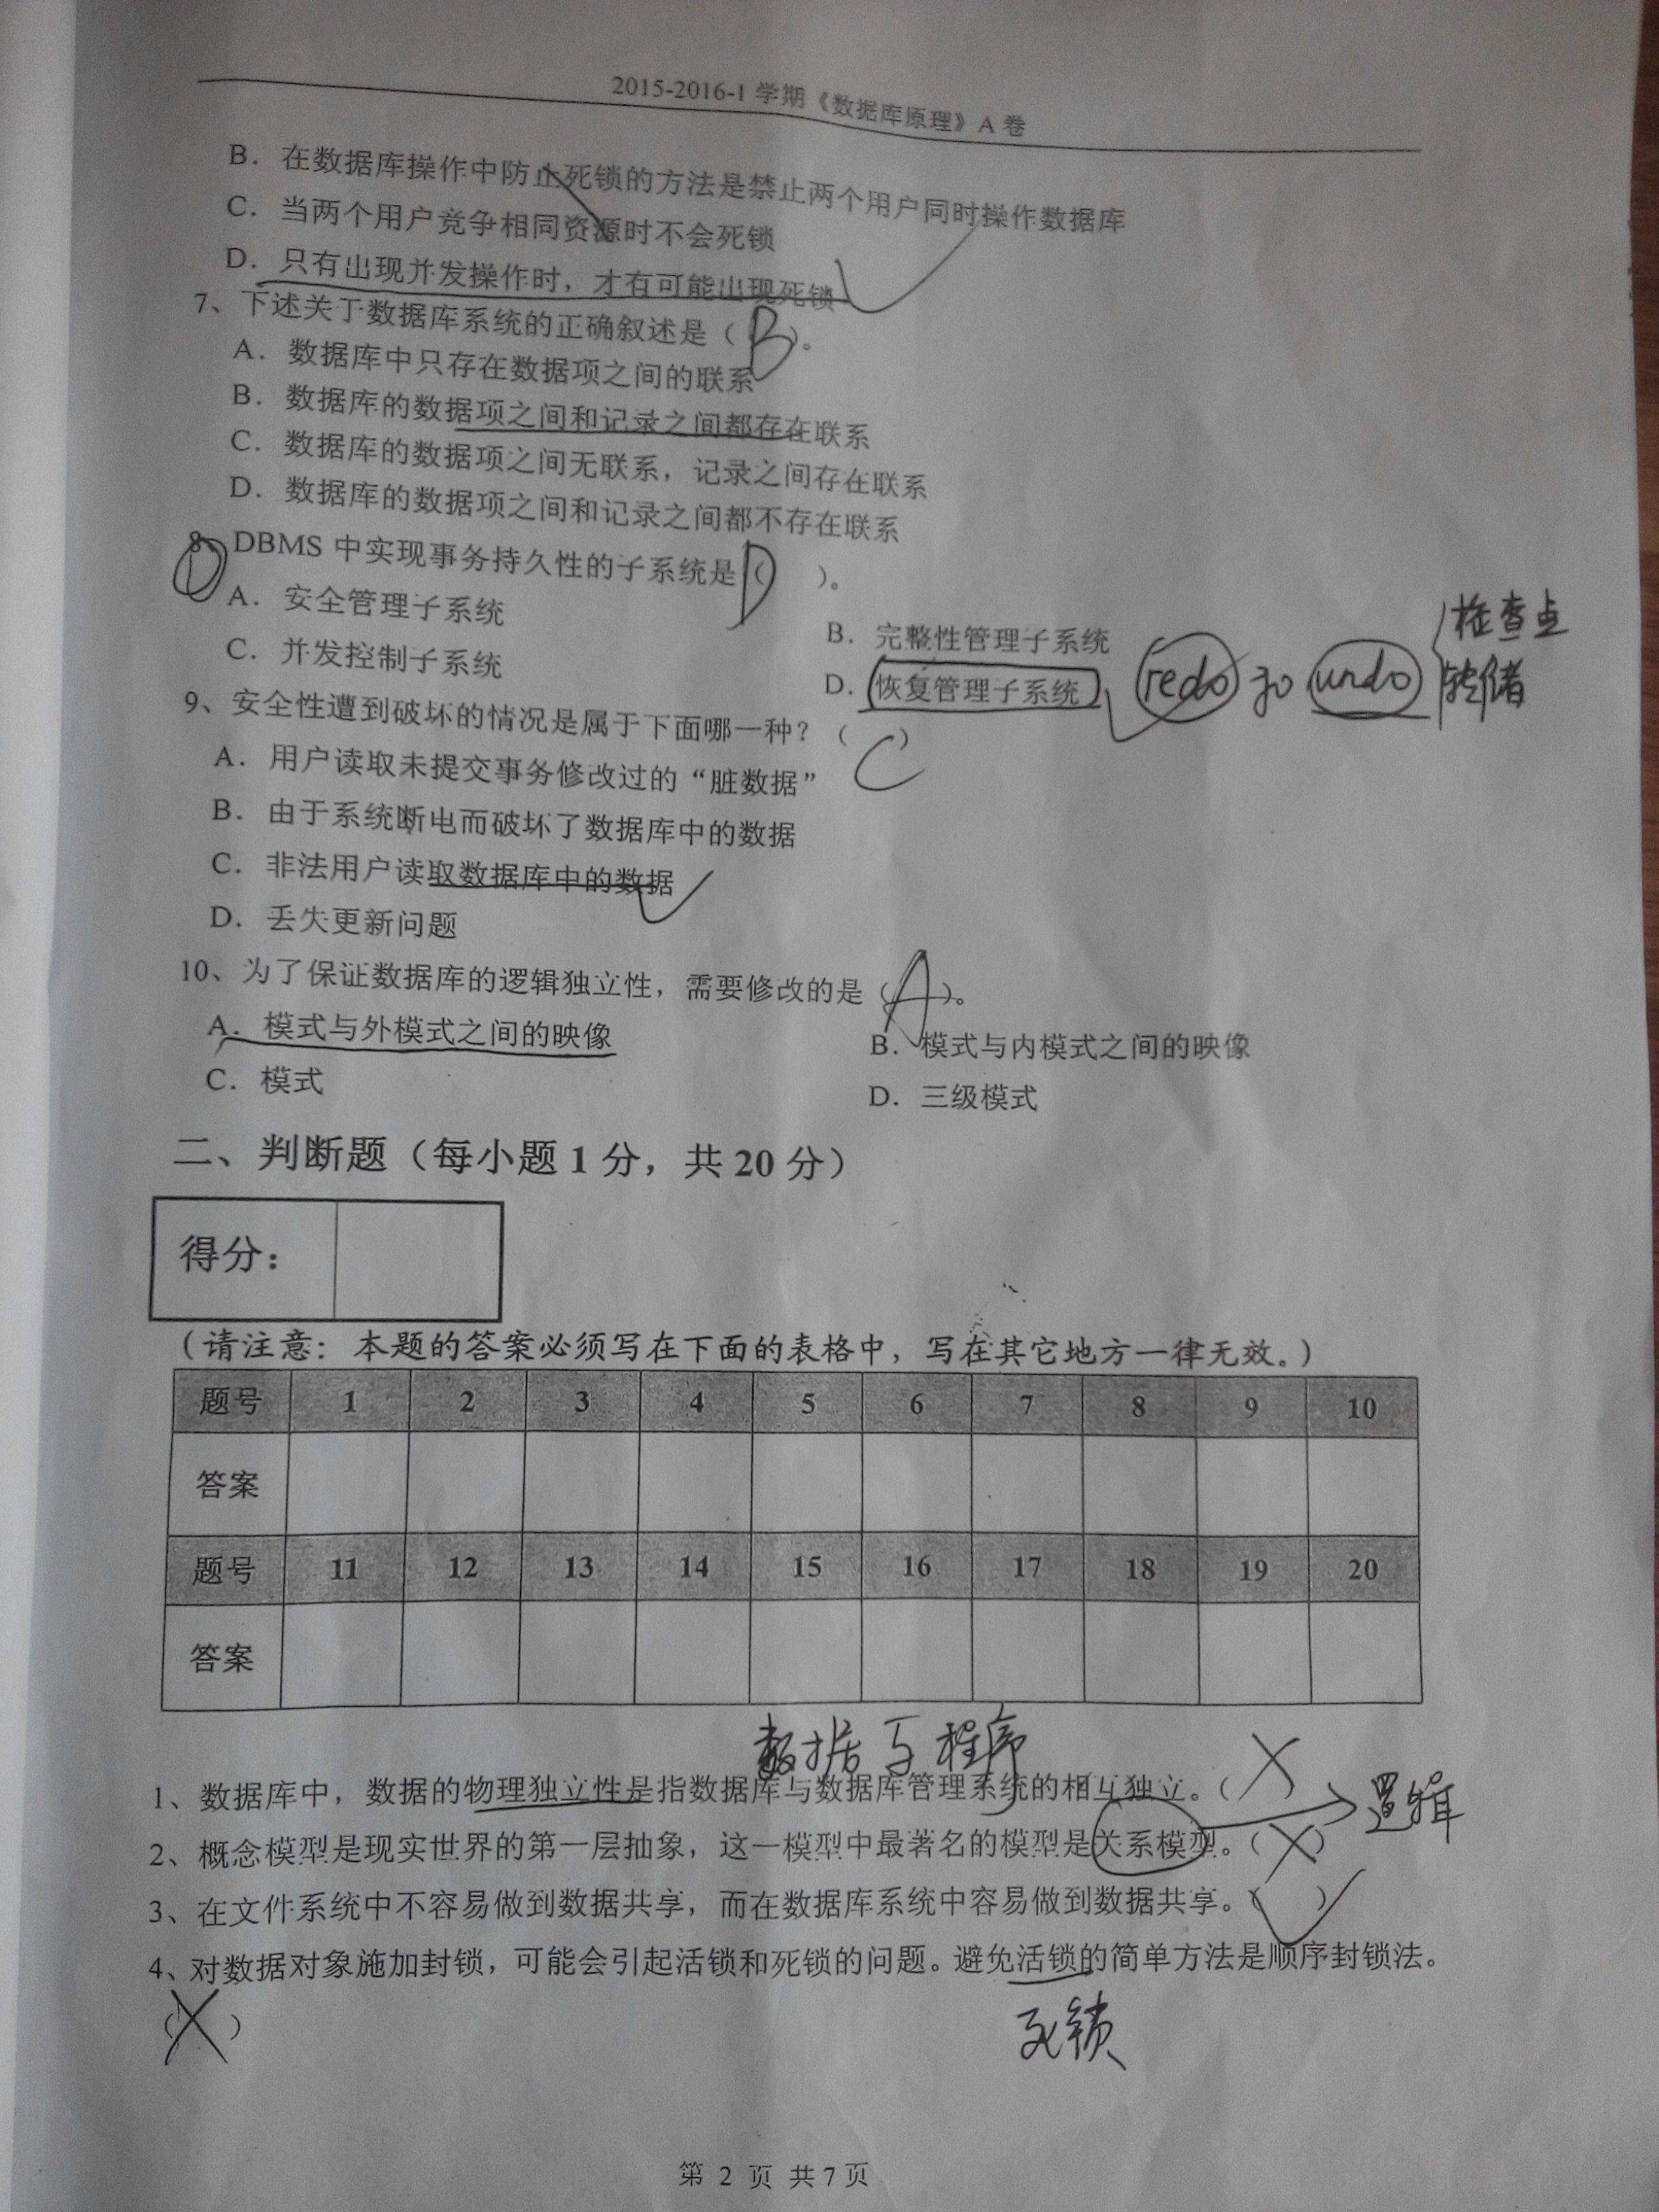 2015-2016-1 学期《数据库原理》A 卷
B. 在数据库操作中防止死锁的方法是禁止两个用户同时操作数据库
C. 当两个用户竞争相同资源时不会死锁
D. 只有出现并发操作时，才有可能出现死锁
7、下述关于数据库系统的正确叙述是（ B ）。
A. 数据库中只存在数据项之间的联系
B. 数据库的数据项之间和记录之间都存在联系
C. 数据库的数据项之间无联系，记录之间存在联系
D. 数据库的数据项之间和记录之间都不存在联系
D
8、DBMS 中实现事务持久性的子系统是（ D ）。
A. 安全管理子系统
B. 完整性管理子系统
C. 并发控制子系统
D. 恢复管理子系统
redo 和 undo
检查点
转储
9、安全性遭到破坏的情况是属于下面哪一种？（ C ）
A. 用户读取未提交事务修改过的“脏数据”
B. 由于系统断电而破坏了数据库中的数据
C. 非法用户读取数据库中的数据
D. 丢失更新问题
10、为了保证数据库的逻辑独立性，需要修改的是（ A ）。
A. 模式与外模式之间的映像
B. 模式与内模式之间的映像
C. 模式
D. 三级模式
二、判断题（每小题 1 分，共 20 分）
得分：
（请注意：本题的答案必须写在下面的表格中，写在其它地方一律无效。）
题号 1 2 3 4 5 6 7 8 9 10
答案
题号 11 12 13 14 15 16 17 18 19 20
答案
数据与程序
1、数据库中，数据的物理独立性是指数据库与数据库管理系统的相互独立。（ X ）
逻辑
2、概念模型是现实世界的第一层抽象，这一模型中最著名的模型是关系模型。（ X ）
3、在文件系统中不容易做到数据共享，而在数据库系统中容易做到数据共享。（ √ ）
4、对数据对象施加封锁，可能会引起活锁和死锁的问题。避免活锁的简单方法是顺序封锁法。
（ X ）
死锁
第 2 页 共 7 页